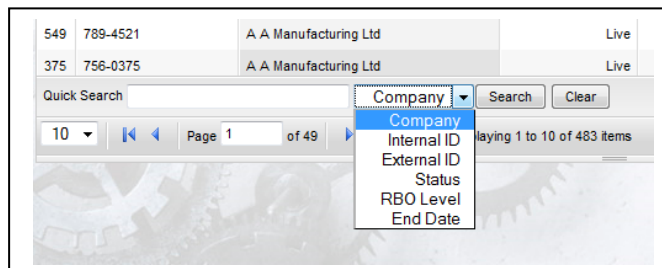 549 789-4521 A A Manufacturing Ltd Live
375 756-0375 A A Manufacturing Ltd Live
Quick Search Company Search Clear
10 Page 1 of 49 laying 1 to 10 of 483 items
Company
Internal ID
External ID
Status
RBO Level
End Date